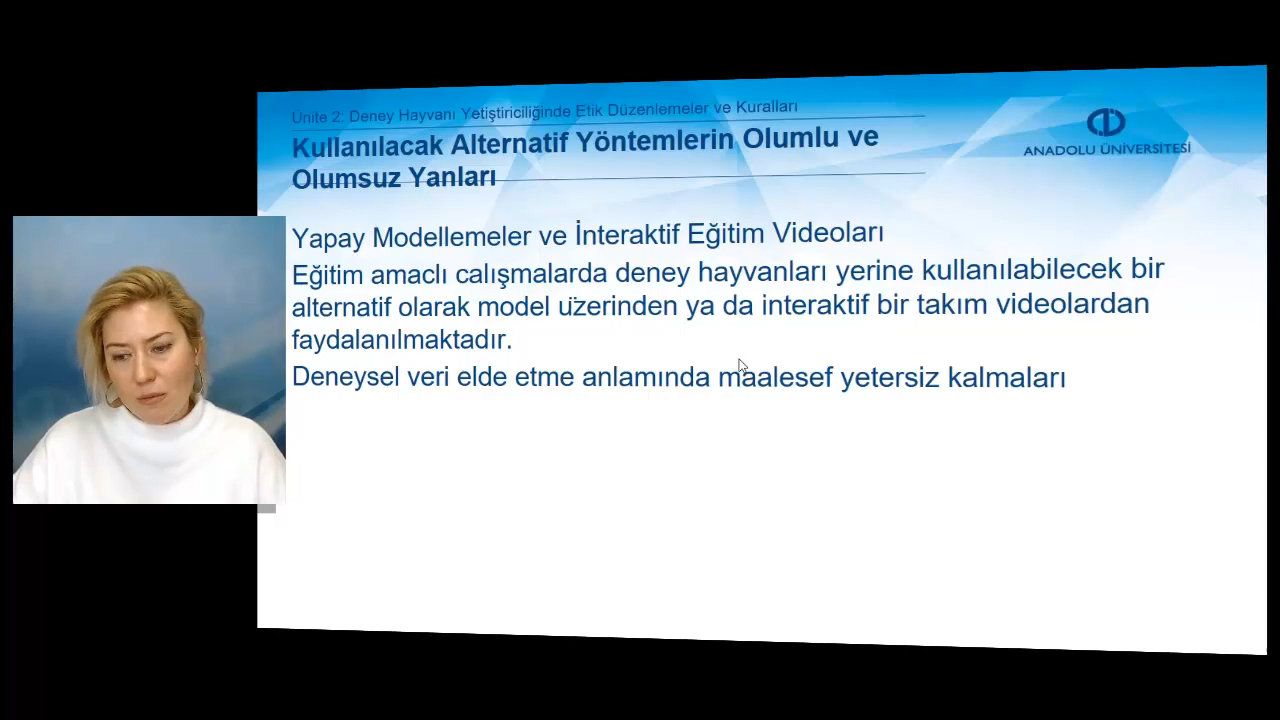 Ünite 2: Deney Hayvanı Yetiştiriciliğinde Etik Düzenlemeler ve Kuralları
Kullanılacak Alternatif Yöntemlerin Olumlu ve
Olumsuz Yanları
ANADOLU ÜNİVERSİTESİ
Yapay Modellemeler ve İnteraktif Eğitim Videoları
Eğitim amaclı calışmalarda deney hayvanları yerine kullanılabilecek bir
alternatif olarak model üzerinden ya da interaktif bir takım videolardan
faydalanılmaktadır.
Deneysel veri elde etme anlamında maalesef yetersiz kalmaları